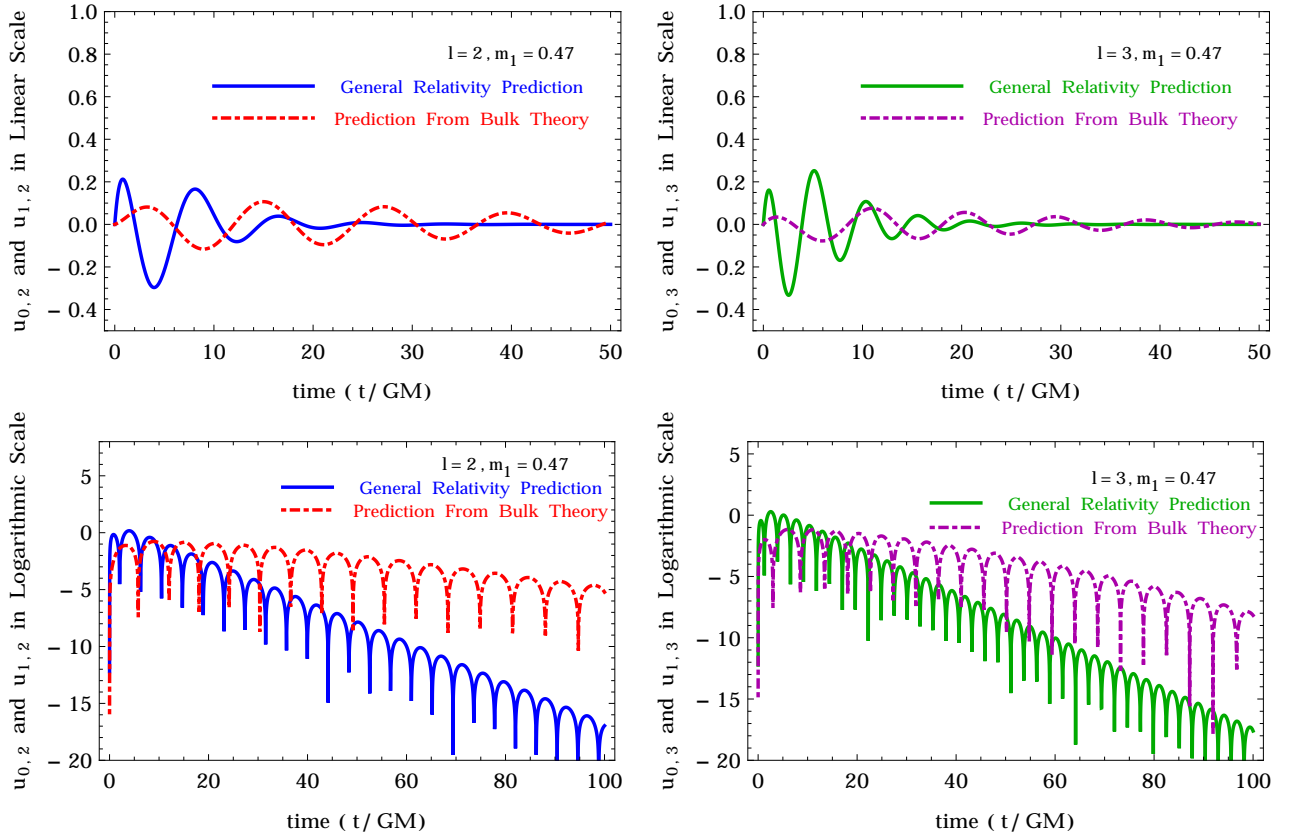 l = 2 , m1 = 0.47
General Relativity Prediction
Prediction From Bulk Theory
u0, 2 and u1, 2 in Linear Scale
1.0
0.8
0.6
0.4
0.2
0.0
− 0.2
− 0.4
0 10 20 30 40 50
time ( t/ GM)
l = 3, m1 = 0.47
General Relativity Prediction
Prediction From Bulk Theory
u0, 3 and u1, 3 in Linear Scale
1.0
0.8
0.6
0.4
0.2
0.0
− 0.2
− 0.4
0 10 20 30 40 50
time ( t/ GM)
l = 2 , m1 = 0.47
General Relativity Prediction
Prediction From Bulk Theory
u0, 2 and u1, 2 in Logarithmic Scale
5
0
− 5
− 10
− 15
− 20
0 20 40 60 80 100
time ( t/ GM)
l = 3, m1 = 0.47
General Relativity Prediction
Prediction From Bulk Theory
u0, 3 and u1, 3 in Logarithmic Scale
5
0
− 5
− 10
− 15
− 20
0 20 40 60 80 100
time ( t/ GM)